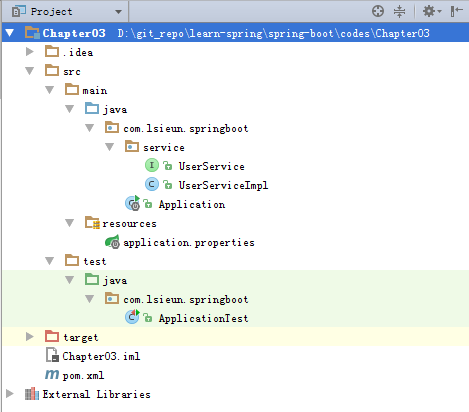 Project
Chapter03 D:\git_repo\learn-spring\spring-boot\codes\Chapter03
.idea
src
main
java
com.lsieun.springboot
service
I UserService
C UserServiceImpl
C Application
resources
application.properties
test
java
com.lsieun.springboot
C ApplicationTest
target
Chapter03.iml
m pom.xml
External Libraries